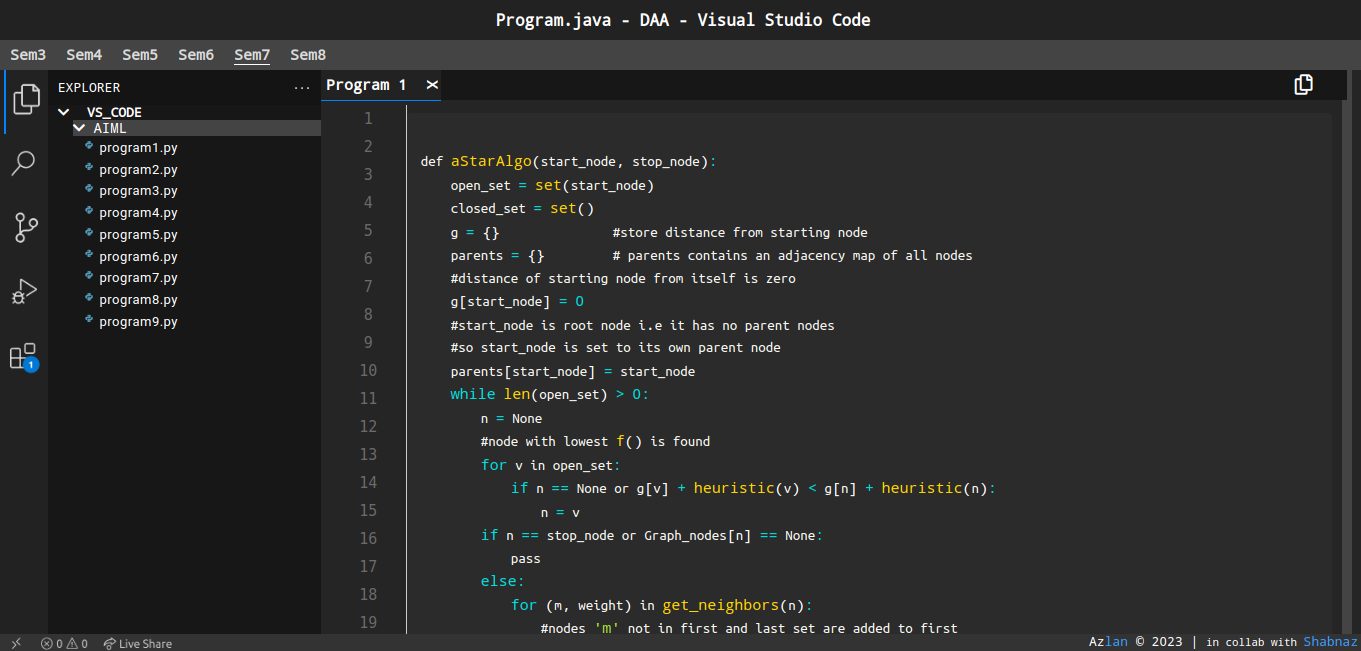 Program.java - DAA - Visual Studio Code
Sem3 Sem4 Sem5 Sem6 Sem7 Sem8
EXPLORER ...
VS_CODE
AIML
program1.py
program2.py
program3.py
program4.py
program5.py
program6.py
program7.py
program8.py
program9.py
1
Program 1 ×
1
2
3
4
5
6
7
8
9
10
11
12
13
14
15
16
17
18
19
def aStarAlgo(start_node, stop_node):
    open_set = set(start_node)
    closed_set = set()
    g = {}               #store distance from starting node
    parents = {}         # parents contains an adjacency map of all nodes
    #distance of starting node from itself is zero
    g[start_node] = 0
    #start_node is root node i.e it has no parent nodes
    #so start_node is set to its own parent node
    parents[start_node] = start_node
    while len(open_set) > 0:
        n = None
        #node with lowest f() is found
        for v in open_set:
            if n == None or g[v] + heuristic(v) < g[n] + heuristic(n):
                n = v
        if n == stop_node or Graph_nodes[n] == None:
            pass
        else:
            for (m, weight) in get_neighbors(n):
                #nodes 'm' not in first and last set are added to first
0 0 Live Share
Azlan © 2023 | in collab with Shabnaz